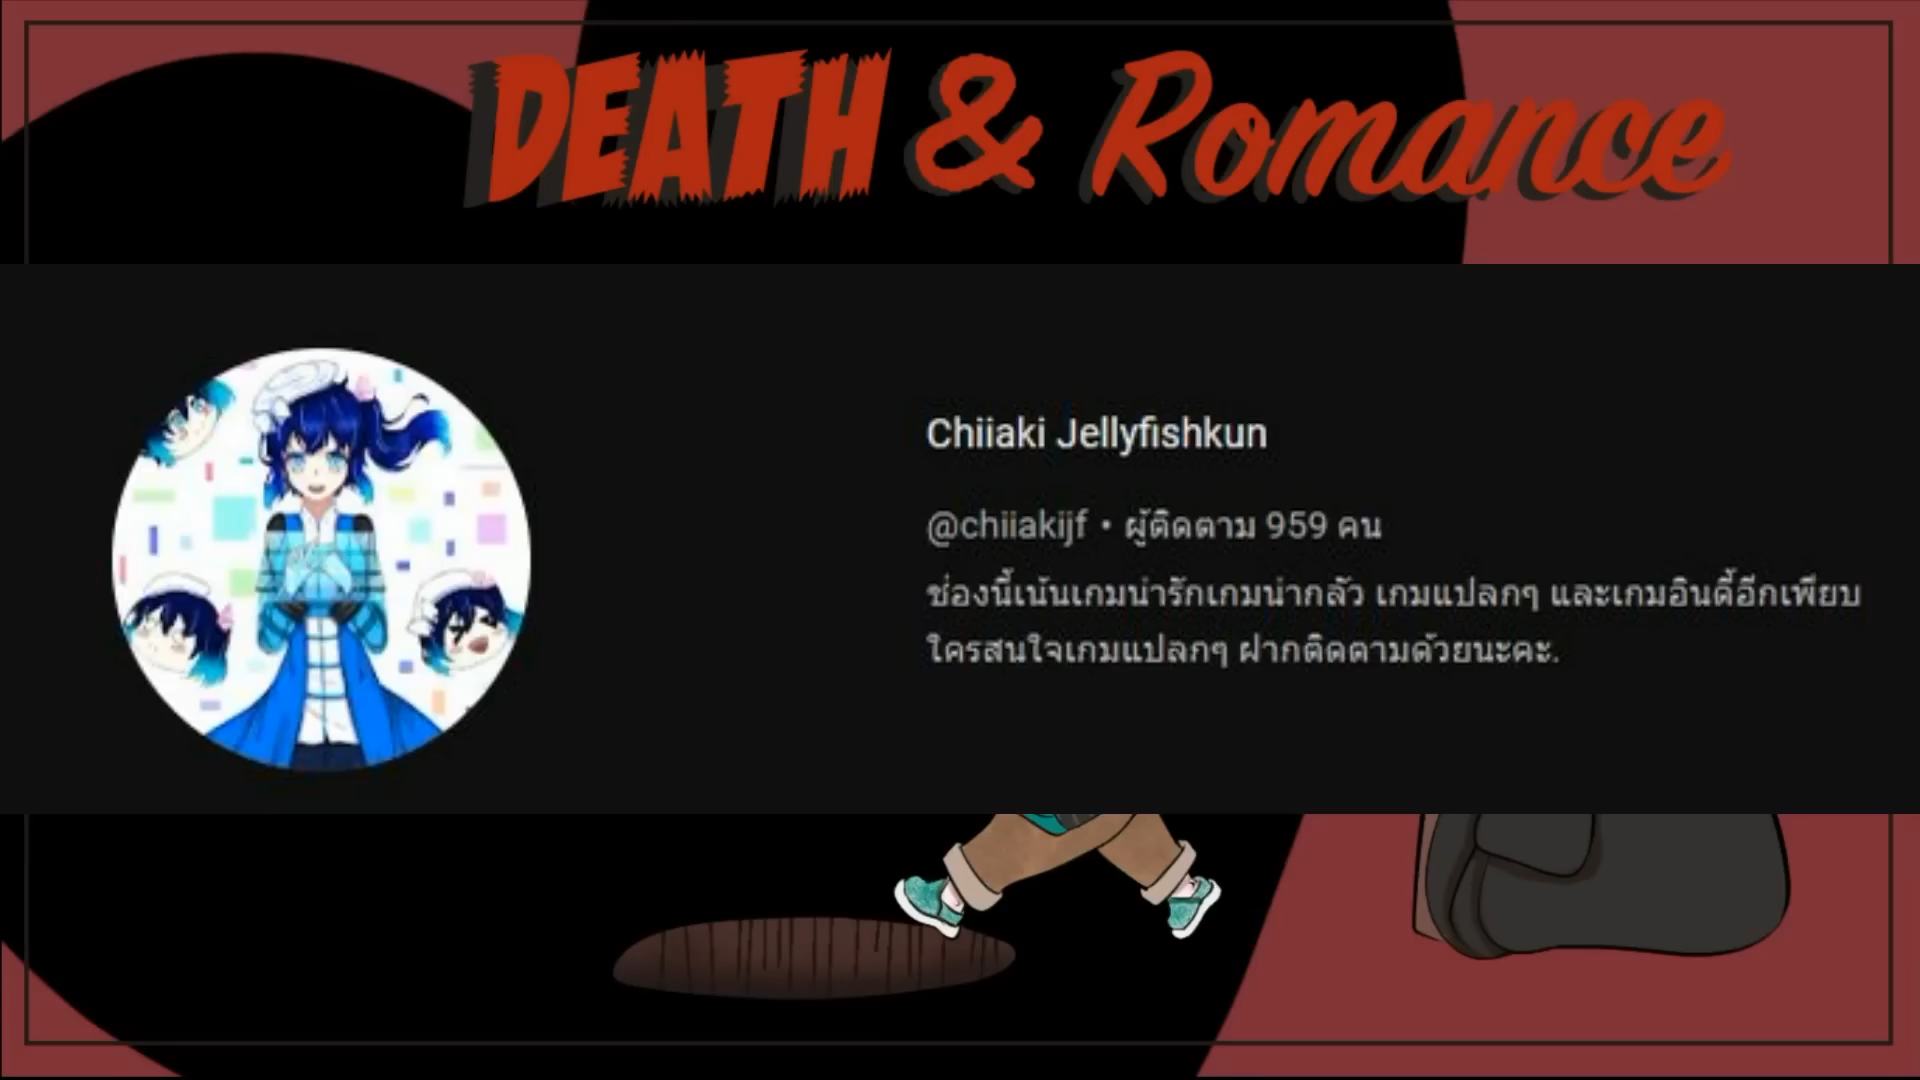 DEATH & Romance
Chiiaki Jellyfishkun
@chiiakijf • ผู้ติดตาม 959 คน
ช่องนี้เน้นเกมน่ารักเกมน่ากลัว เกมแปลกๆ และเกมอินดี้อีกเพียบ
ใครสนใจเกมแปลกๆ ฝากติดตามด้วยนะคะ.